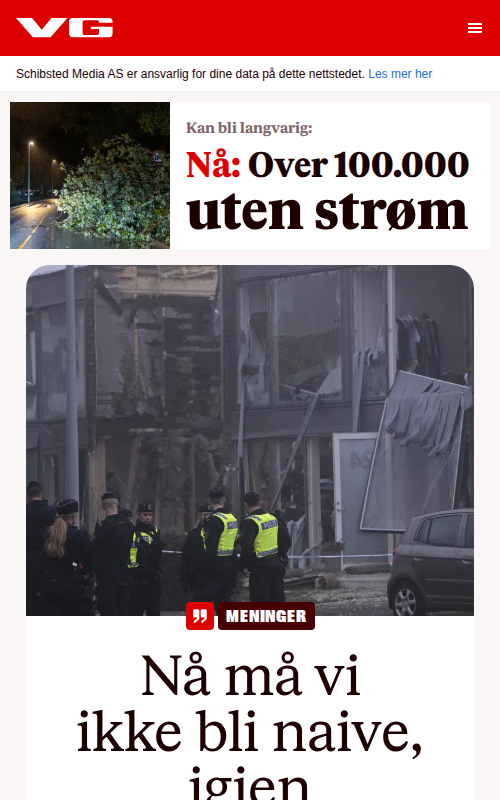 VG
Schibsted Media AS er ansvarlig for dine data på dette nettstedet. Les mer her
Kan bli langvarig:
Nå: Over 100.000
uten strøm
MENINGER
Nå må vi
ikke bli naive,
igjen